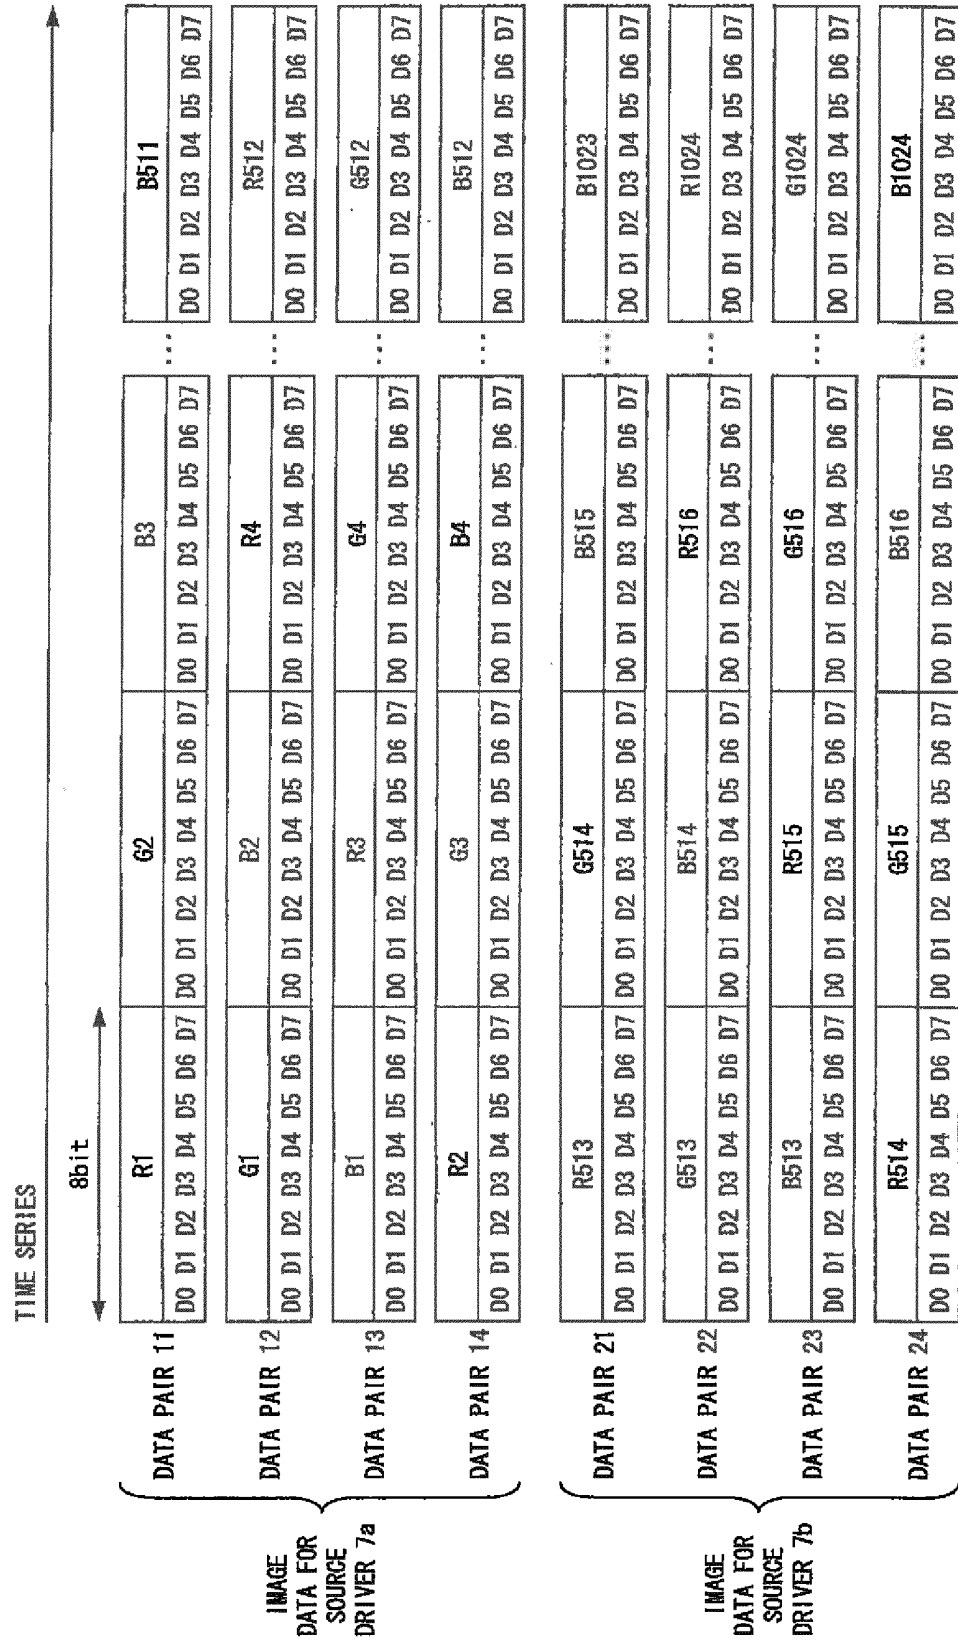 TIME SERIES
8bit
IMAGE
DATA FOR
SOURCE
DRIVER 7a
DATA PAIR 11
R1
G2
B3
...
B511
D0 D1 D2 D3 D4 D5 D6 D7
D0 D1 D2 D3 D4 D5 D6 D7
D0 D1 D2 D3 D4 D5 D6 D7
D0 D1 D2 D3 D4 D5 D6 D7
DATA PAIR 12
G1
B2
R4
...
R512
D0 D1 D2 D3 D4 D5 D6 D7
D0 D1 D2 D3 D4 D5 D6 D7
D0 D1 D2 D3 D4 D5 D6 D7
D0 D1 D2 D3 D4 D5 D6 D7
DATA PAIR 13
B1
R3
G4
...
G512
D0 D1 D2 D3 D4 D5 D6 D7
D0 D1 D2 D3 D4 D5 D6 D7
D0 D1 D2 D3 D4 D5 D6 D7
D0 D1 D2 D3 D4 D5 D6 D7
DATA PAIR 14
R2
G3
B4
...
B512
D0 D1 D2 D3 D4 D5 D6 D7
D0 D1 D2 D3 D4 D5 D6 D7
D0 D1 D2 D3 D4 D5 D6 D7
D0 D1 D2 D3 D4 D5 D6 D7
IMAGE
DATA FOR
SOURCE
DRIVER 7b
DATA PAIR 21
R513
G514
B515
...
B1023
D0 D1 D2 D3 D4 D5 D6 D7
D0 D1 D2 D3 D4 D5 D6 D7
D0 D1 D2 D3 D4 D5 D6 D7
D0 D1 D2 D3 D4 D5 D6 D7
DATA PAIR 22
G513
B514
R516
...
R1024
D0 D1 D2 D3 D4 D5 D6 D7
D0 D1 D2 D3 D4 D5 D6 D7
D0 D1 D2 D3 D4 D5 D6 D7
D0 D1 D2 D3 D4 D5 D6 D7
DATA PAIR 23
B513
R515
G516
...
G1024
D0 D1 D2 D3 D4 D5 D6 D7
D0 D1 D2 D3 D4 D5 D6 D7
D0 D1 D2 D3 D4 D5 D6 D7
D0 D1 D2 D3 D4 D5 D6 D7
DATA PAIR 24
R514
G515
B516
...
B1024
D0 D1 D2 D3 D4 D5 D6 D7
D0 D1 D2 D3 D4 D5 D6 D7
D0 D1 D2 D3 D4 D5 D6 D7
D0 D1 D2 D3 D4 D5 D6 D7